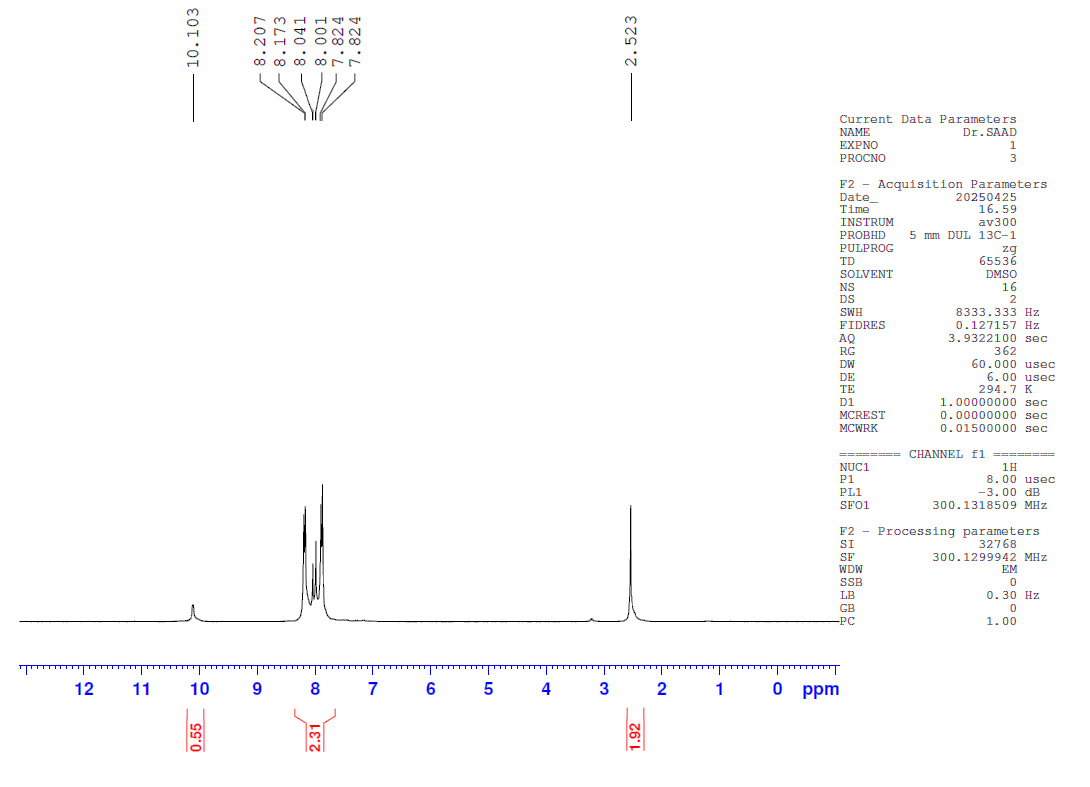 10.103
8.207
8.173
8.041
8.001
7.824
7.824
2.523
Current Data Parameters
NAME Dr.SAAD
EXPNO 1
PROCNO 3
F2 - Acquisition Parameters
Date_ 20250425
Time 16.59
INSTRUM av300
PROBHD 5 mm DUL 13C-1
PULPROG zg
TD 65536
SOLVENT DMSO
NS 16
DS 2
SWH 8333.333 Hz
FIDRES 0.127157 Hz
AQ 3.9322100 sec
RG 362
DW 60.000 usec
DE 6.00 usec
TE 294.7 K
D1 1.00000000 sec
MCREST 0.00000000 sec
MCWRK 0.01500000 sec
======== CHANNEL f1 ========
NUC1 1H
P1 8.00 usec
PL1 -3.00 dB
SFO1 300.1318509 MHz
F2 - Processing parameters
SI 32768
SF 300.1299942 MHz
WDW EM
SSB 0
LB 0.30 Hz
GB 0
PC 1.00
12 11 10 9 8 7 6 5 4 3 2 1 0 ppm
0.55
2.31
1.92